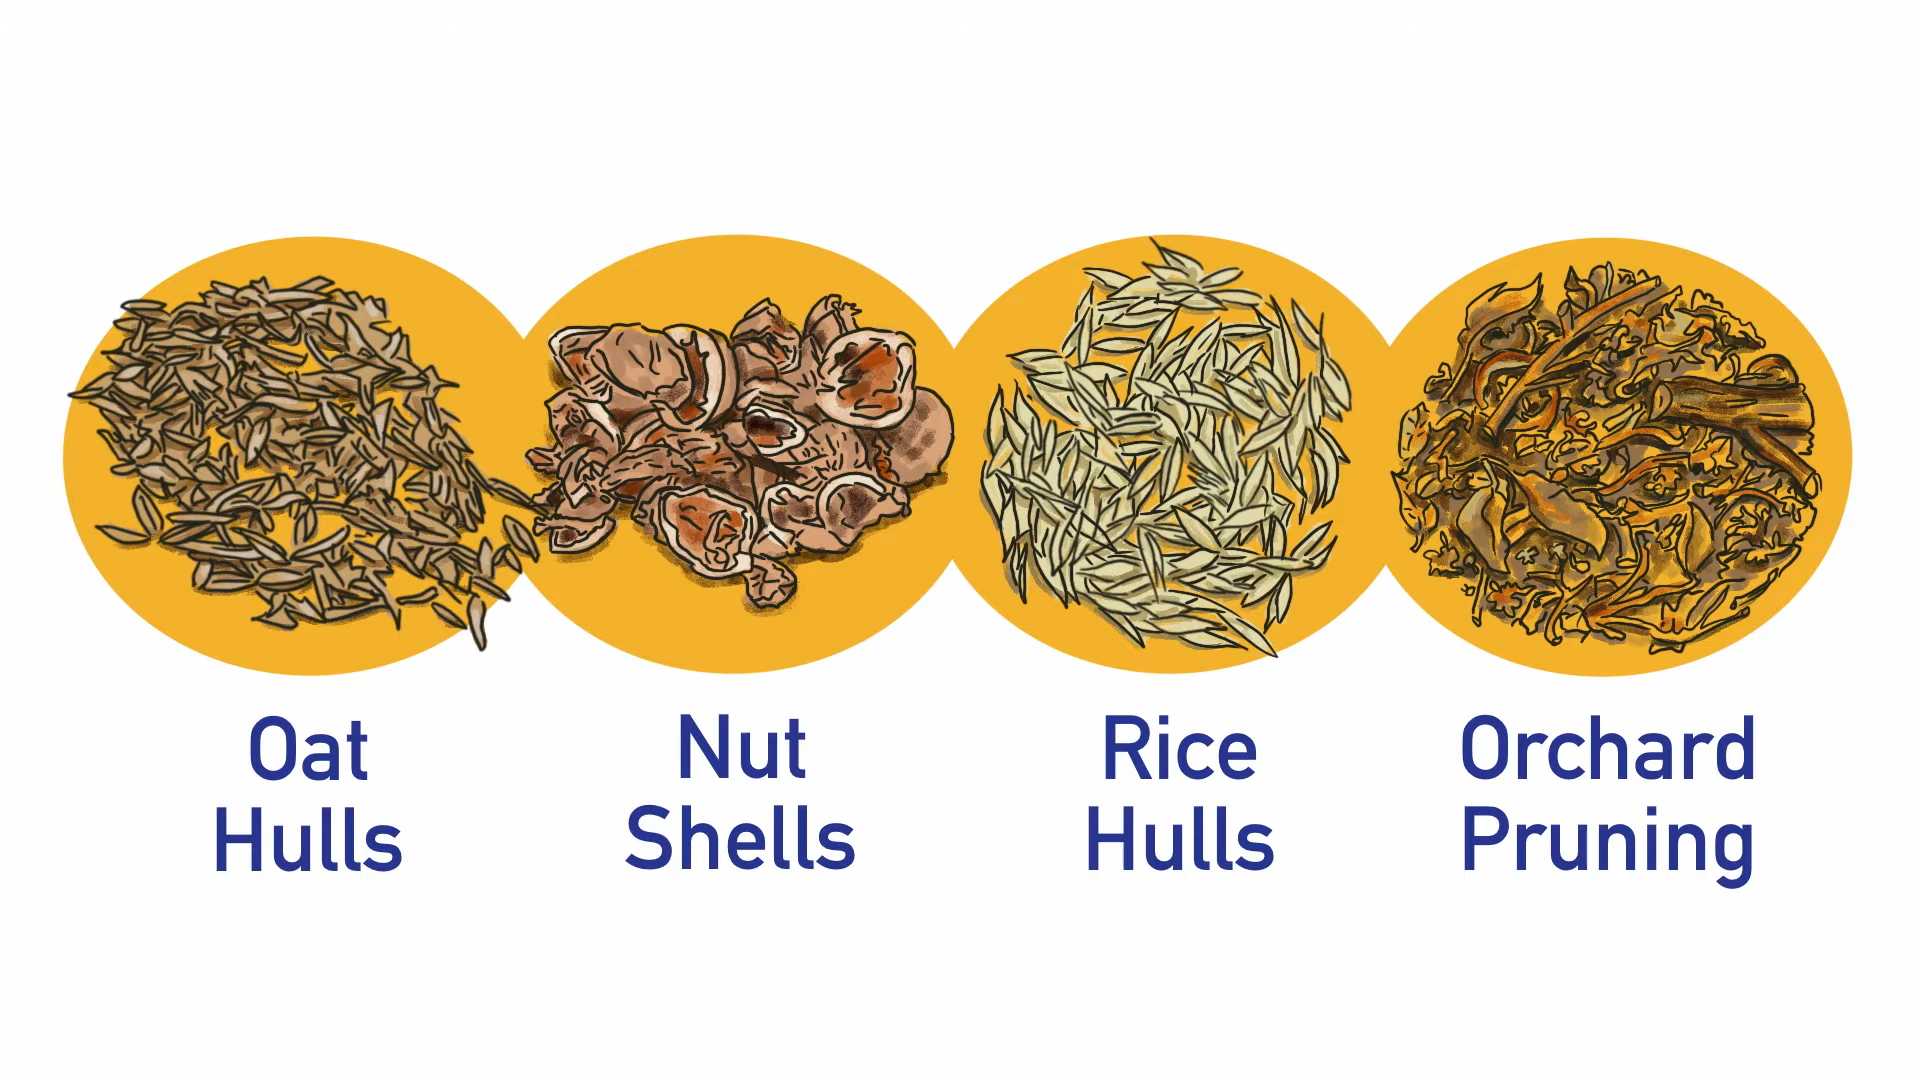 Oat
Hulls
Nut
Shells
Rice
Hulls
Orchard
Pruning